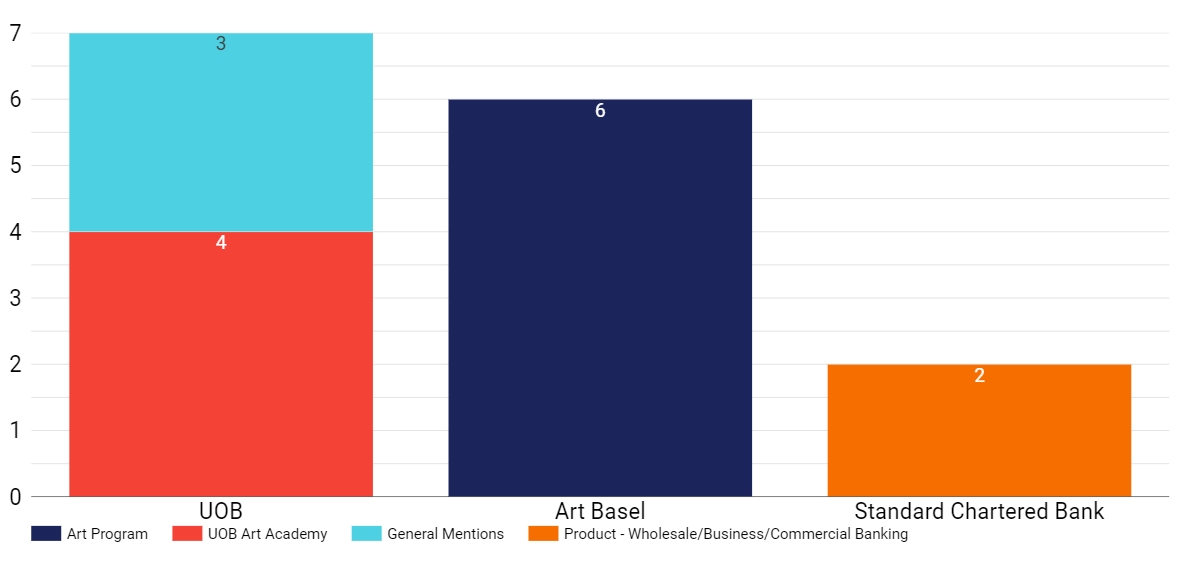 7
6
5
4
3
2
1
0
3
4
6
2
UOB
Art Basel
Standard Chartered Bank
Art Program
UOB Art Academy
General Mentions
Product - Wholesale/Business/Commercial Banking